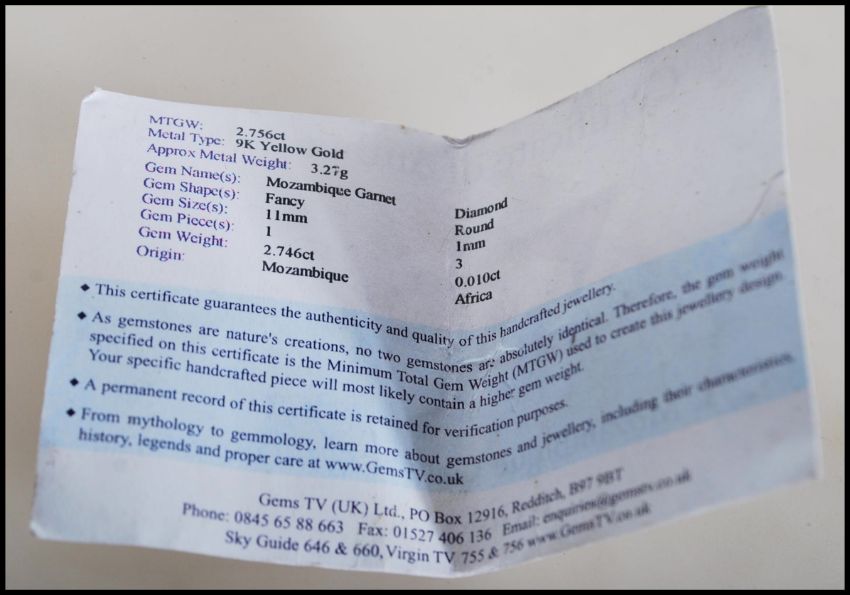 MTGW: 2.756ct
Metal Type: 9K Yellow Gold
Approx Metal Weight: 3.27g
Gem Name(s): Mozambique Garnet Diamond
Gem Shape(s): Fancy Round
Gem Size(s): 11mm 1mm
Gem Piece(s): 1 3
Gem Weight: 2.746ct 0.010ct
Origin: Mozambique Africa
◆ This certificate guarantees the authenticity and quality of this handcrafted jewellery.
◆ As gemstones are nature's creations, no two gemstones are absolutely identical. Therefore, the gem weight
specified on this certificate is the Minimum Total Gem Weight (MTGW) used to create this jewellery design.
Your specific handcrafted piece will most likely contain a higher gem weight.
◆ A permanent record of this certificate is retained for verification purposes.
◆ From mythology to gemmology, learn more about gemstones and jewellery, including their characteristics,
history, legends and proper care at www.GemsTV.co.uk
Gems TV (UK) Ltd., PO Box 12916, Redditch, B97 9BT
Phone: 0845 65 88 663 Fax: 01527 406 136 Email: enquiries@gemstv.co.uk
Sky Guide 646 & 660, Virgin TV 755 & 756 www.GemsTV.co.uk